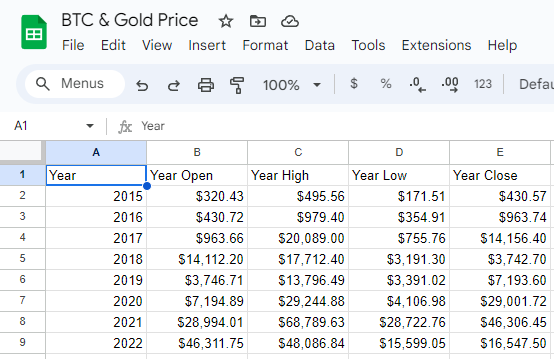 BTC & Gold Price
File Edit View Insert Format Data Tools Extensions Help
Menus 100% $ % .0 .00 123
A1 fx Year
A B C D E
1 Year Year Open Year High Year Low Year Close
2 2015 $320.43 $495.56 $171.51 $430.57
3 2016 $430.72 $979.40 $354.91 $963.74
4 2017 $963.66 $20,089.00 $755.76 $14,156.40
5 2018 $14,112.20 $17,712.40 $3,191.30 $3,742.70
6 2019 $3,746.71 $13,796.49 $3,391.02 $7,193.60
7 2020 $7,194.89 $29,244.88 $4,106.98 $29,001.72
8 2021 $28,994.01 $68,789.63 $28,722.76 $46,306.45
9 2022 $46,311.75 $48,086.84 $15,599.05 $16,547.50